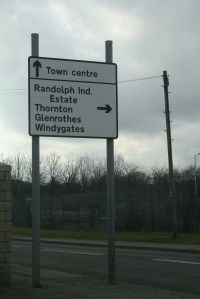 Town centre
Randolph Ind.
Estate
Thornton
Glenrothes
Windygates